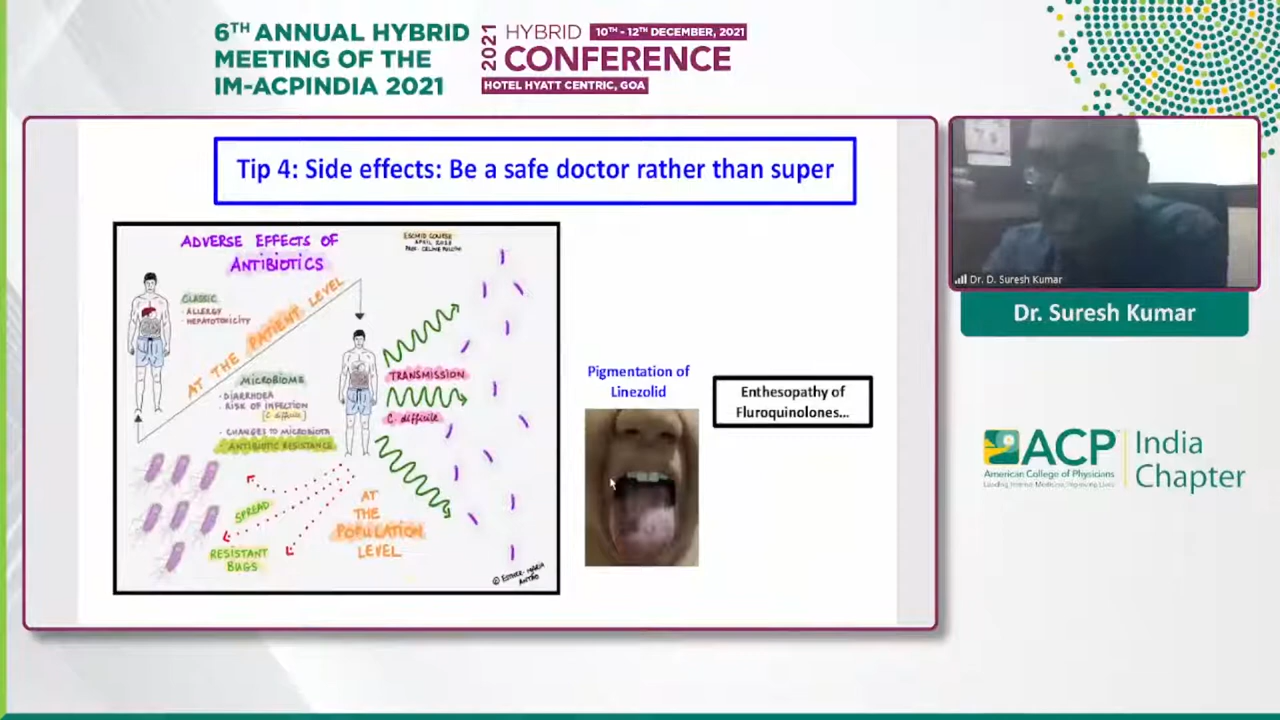 6TH ANNUAL HYBRID
MEETING OF THE
IM-ACPINDIA 2021
2021
HYBRID
10TH - 12TH DECEMBER, 2021
CONFERENCE
HOTEL HYATT CENTRIC, GOA
Tip 4: Side effects: Be a safe doctor rather than super
ADVERSE EFFECTS OF
ANTIBIOTICS
COURSE
APRIL
PROF. CELINE
CLASSIC
- ALLERGY
- HEPATOTOXICITY
AT THE PATIENT LEVEL
MICROBIOME
- DIARRHOEA
- RISK OF INFECTION
[C. difficile]
- CHANGES TO MICROBIOTA
- ANTIBIOTIC RESISTANCE
TRANSMISSION
C. difficile
SPREAD
RESISTANT
BUGS
AT
THE
POPULATION
LEVEL
© ESTHER-MARIA
ANTÃO
Pigmentation of
Linezolid
Enthesopathy of
Fluroquinolones...
Dr. D. Suresh Kumar
Dr. Suresh Kumar
ACP
India
Chapter
American College of Physicians
Leading Internal Medicine, Improving Lives